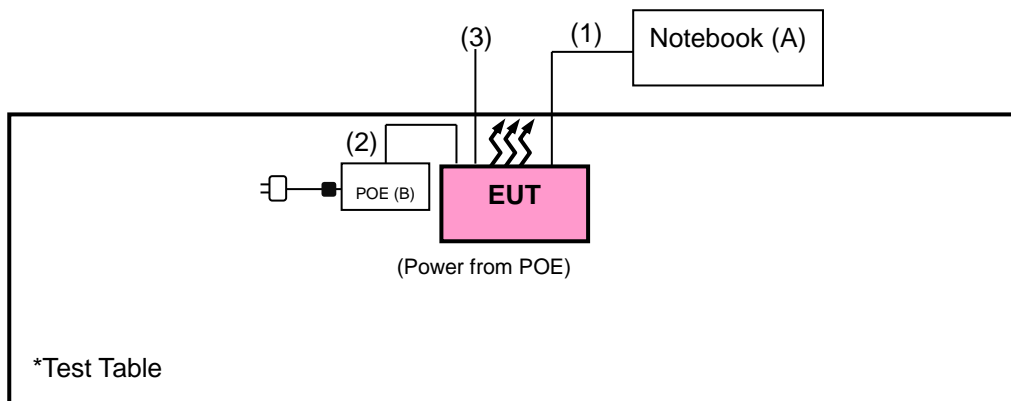 (3)
(1)
Notebook (A)
(2)
POE (B)
EUT
(Power from POE)
*Test Table